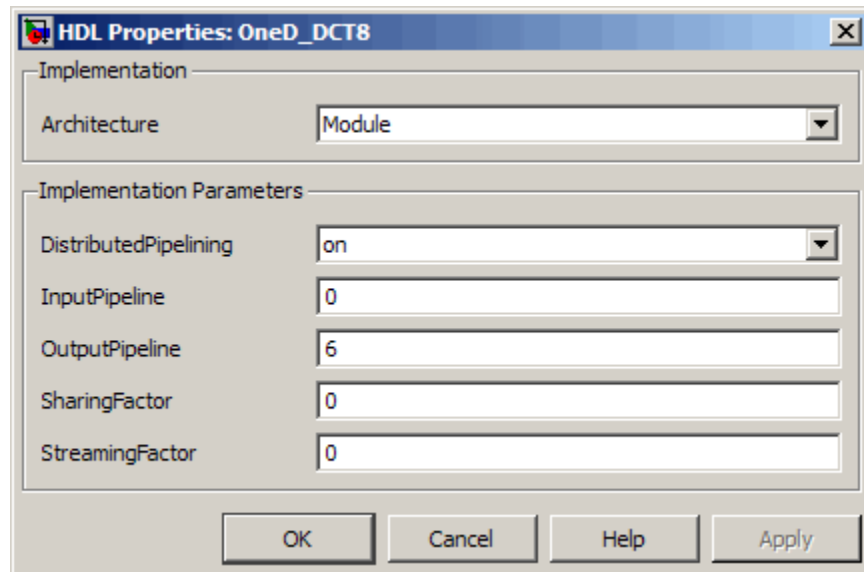 HDL Properties: OneD_DCT8
Implementation
Architecture Module
Implementation Parameters
DistributedPipelining on
InputPipeline 0
OutputPipeline 6
SharingFactor 0
StreamingFactor 0
OK Cancel Help Apply